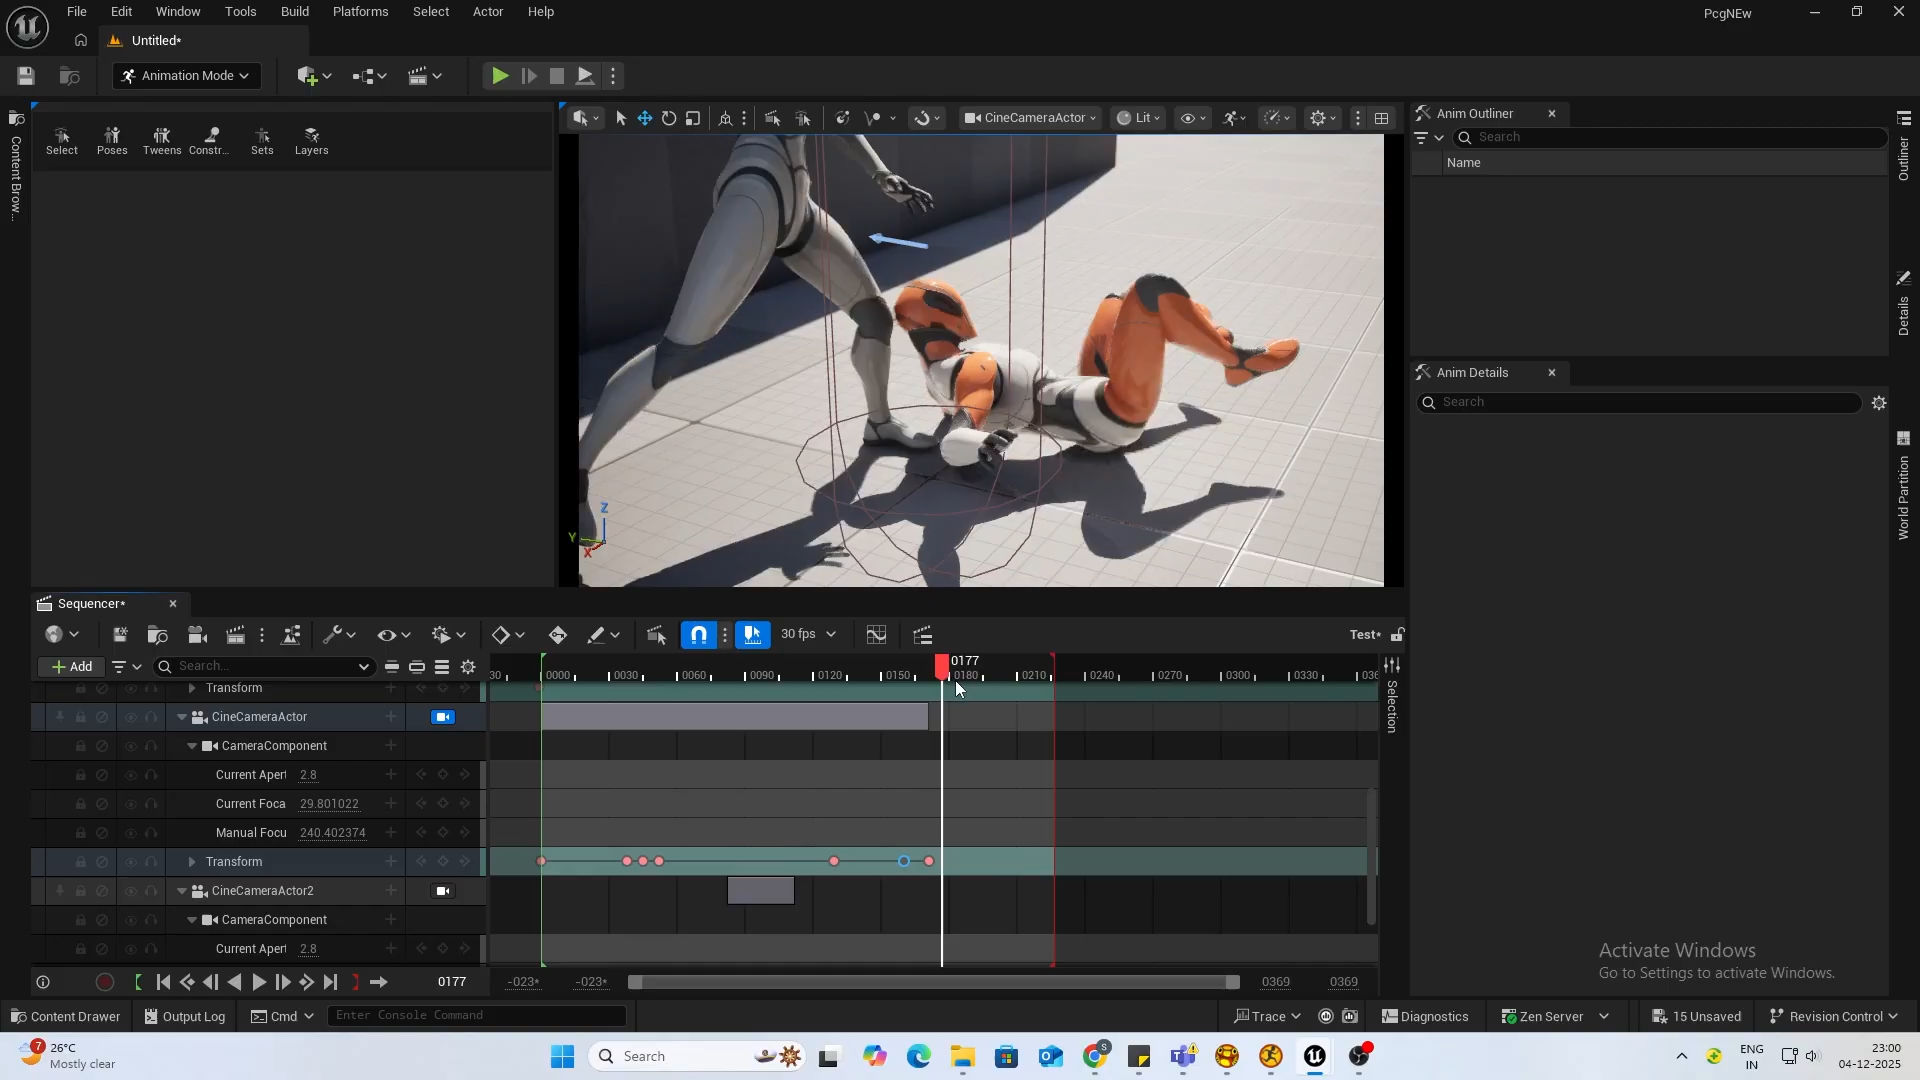 File Edit Window Tools Build Platforms Select Actor Help
PcgNEw
Untitled*
Animation Mode
Select Poses Tweens Constr... Sets Layers
CineCameraActor
Lit
Content Brow...
Anim Outliner
Search
Name
Outliner
Details
World Partition
Anim Details
Search
X
Y
Z
Sequencer*
30 fps
Test*
Add
Search...
0177
0000 0030 0060 0090 0120 0150 0180 0210 0240 0270 0300 0330
Selection
Transform
CineCameraActor
CameraComponent
Current Apert 2.8
Current Foca 29.801022
Manual Focu 240.402374
Transform
CineCameraActor2
CameraComponent
Current Apert 2.8
0177
-023*
-023*
0369
0369
Activate Windows
Go to Settings to activate Windows.
Content Drawer
Output Log
Cmd
Enter Console Command
Trace
Diagnostics
Zen Server
15 Unsaved
Revision Control
7
26°C
Mostly clear
Search
ENG
IN
23:00
04-12-2025